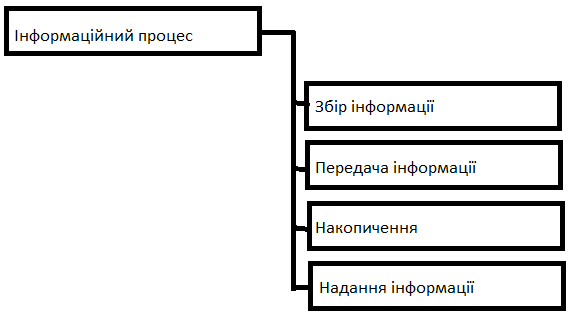 Інформаційний процес
Збір інформації
Передача інформації
Накопичення
Надання інформації